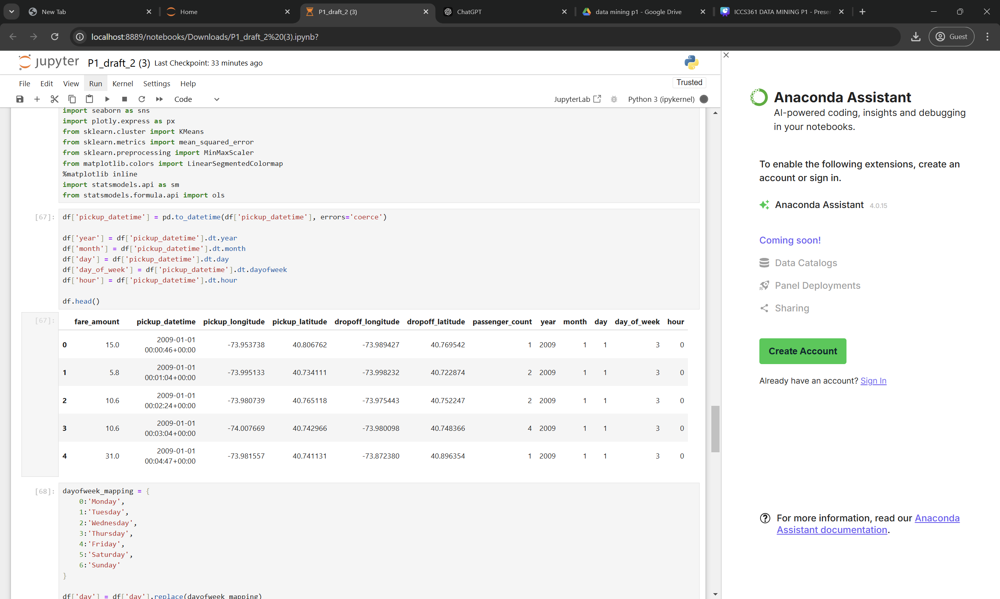 New Tab
Home
P1_draft_2 (3)
ChatGPT
data mining p1 - Google Drive
ICCS361 DATA MINING P1 - Preser
localhost:8889/notebooks/Downloads/P1_draft_2%20(3).ipynb?
Guest
jupyter P1_draft_2 (3) Last Checkpoint: 33 minutes ago
File Edit View Run Kernel Settings Help
Trusted
Code
JupyterLab
Python 3 (ipykernel)
import seaborn as sns
import plotly.express as px
from sklearn.cluster import KMeans
from sklearn.metrics import mean_squared_error
from sklearn.preprocessing import MinMaxScaler
from matplotlib.colors import LinearSegmentedColormap
%matplotlib inline
import statsmodels.api as sm
from statsmodels.formula.api import ols
[67]: df['pickup_datetime'] = pd.to_datetime(df['pickup_datetime'], errors='coerce')
df['year'] = df['pickup_datetime'].dt.year
df['month'] = df['pickup_datetime'].dt.month
df['day'] = df['pickup_datetime'].dt.day
df['day_of_week'] = df['pickup_datetime'].dt.dayofweek
df['hour'] = df['pickup_datetime'].dt.hour
df.head()
[67]: fare_amount pickup_datetime pickup_longitude pickup_latitude dropoff_longitude dropoff_latitude passenger_count year month day day_of_week hour
0 15.0 2009-01-01 00:00:46+00:00 -73.953738 40.806762 -73.989427 40.769542 1 2009 1 1 3 0
1 5.8 2009-01-01 00:01:04+00:00 -73.995133 40.734111 -73.998232 40.722874 2 2009 1 1 3 0
2 10.6 2009-01-01 00:02:24+00:00 -73.980739 40.765118 -73.975443 40.752247 2 2009 1 1 3 0
3 10.6 2009-01-01 00:03:04+00:00 -74.007669 40.742966 -73.980098 40.748366 4 2009 1 1 3 0
4 31.0 2009-01-01 00:04:47+00:00 -73.981557 40.741131 -73.872380 40.896354 1 2009 1 1 3 0
[68]: dayofweek_mapping = {
0:'Monday',
1:'Tuesday',
2:'Wednesday',
3:'Thursday',
4:'Friday',
5:'Saturday',
6:'Sunday'
}
df['day'] = df['day'].replace(dayofweek_mapping)
Anaconda Assistant
AI-powered coding, insights and debugging
in your notebooks.
To enable the following extensions, create an
account or sign in.
Anaconda Assistant 4.0.15
Coming soon!
Data Catalogs
Panel Deployments
Sharing
Create Account
Already have an account? Sign In
For more information, read our Anaconda
Assistant documentation.